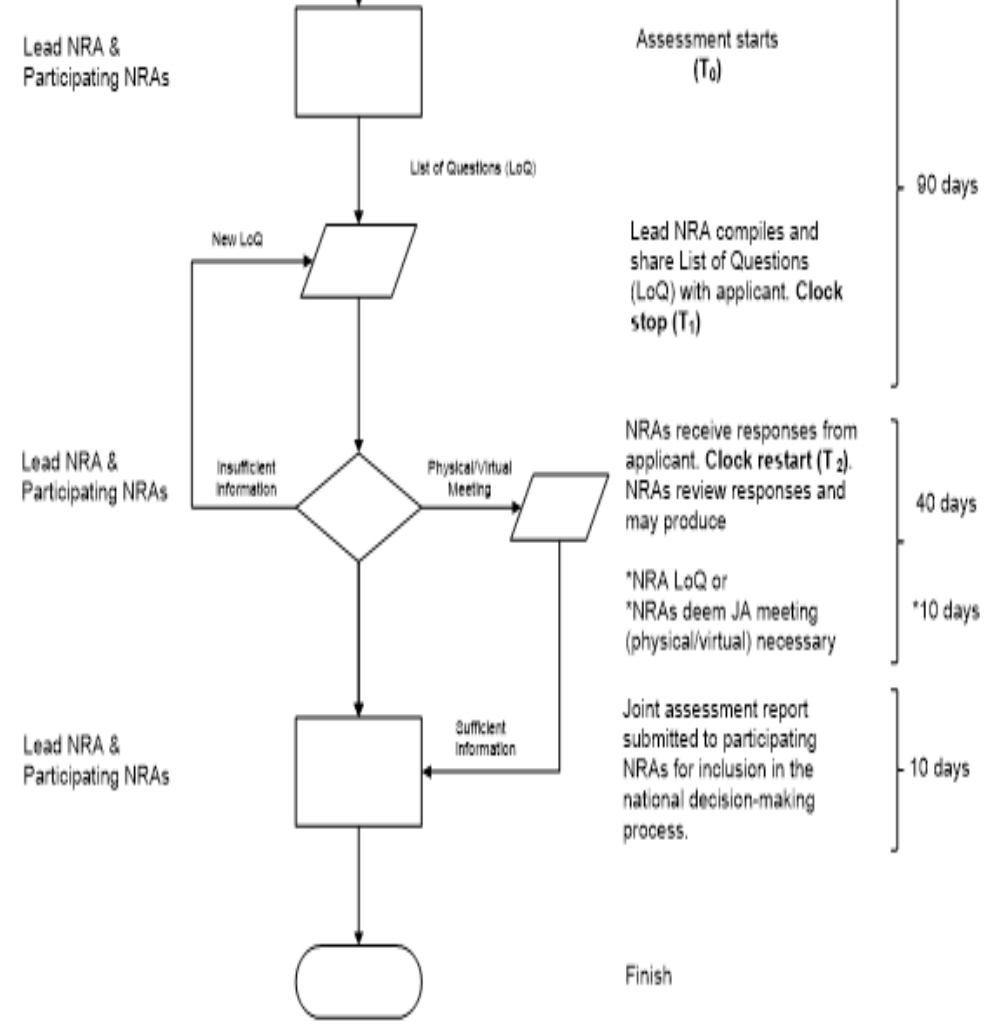 Lead NRA &
Participating NRAs
Assessment starts
(T₀)
List of Questions (LoQ)
90 days
New LoQ
Lead NRA compiles and
share List of Questions
(LoQ) with applicant. Clock
stop (T₁)
Lead NRA &
Participating NRAs
Insufficient
Information
Physical/Virtual
Meeting
NRAs receive responses from
applicant. Clock restart (T ₂).
NRAs review responses and
may produce
40 days
*NRA LoQ or
*NRAs deem JA meeting
(physical/virtual) necessary
*10 days
Lead NRA &
Participating NRAs
Sufficient
Information
Joint assessment report
submitted to participating
NRAs for inclusion in the
national decision-making
process.
10 days
Finish